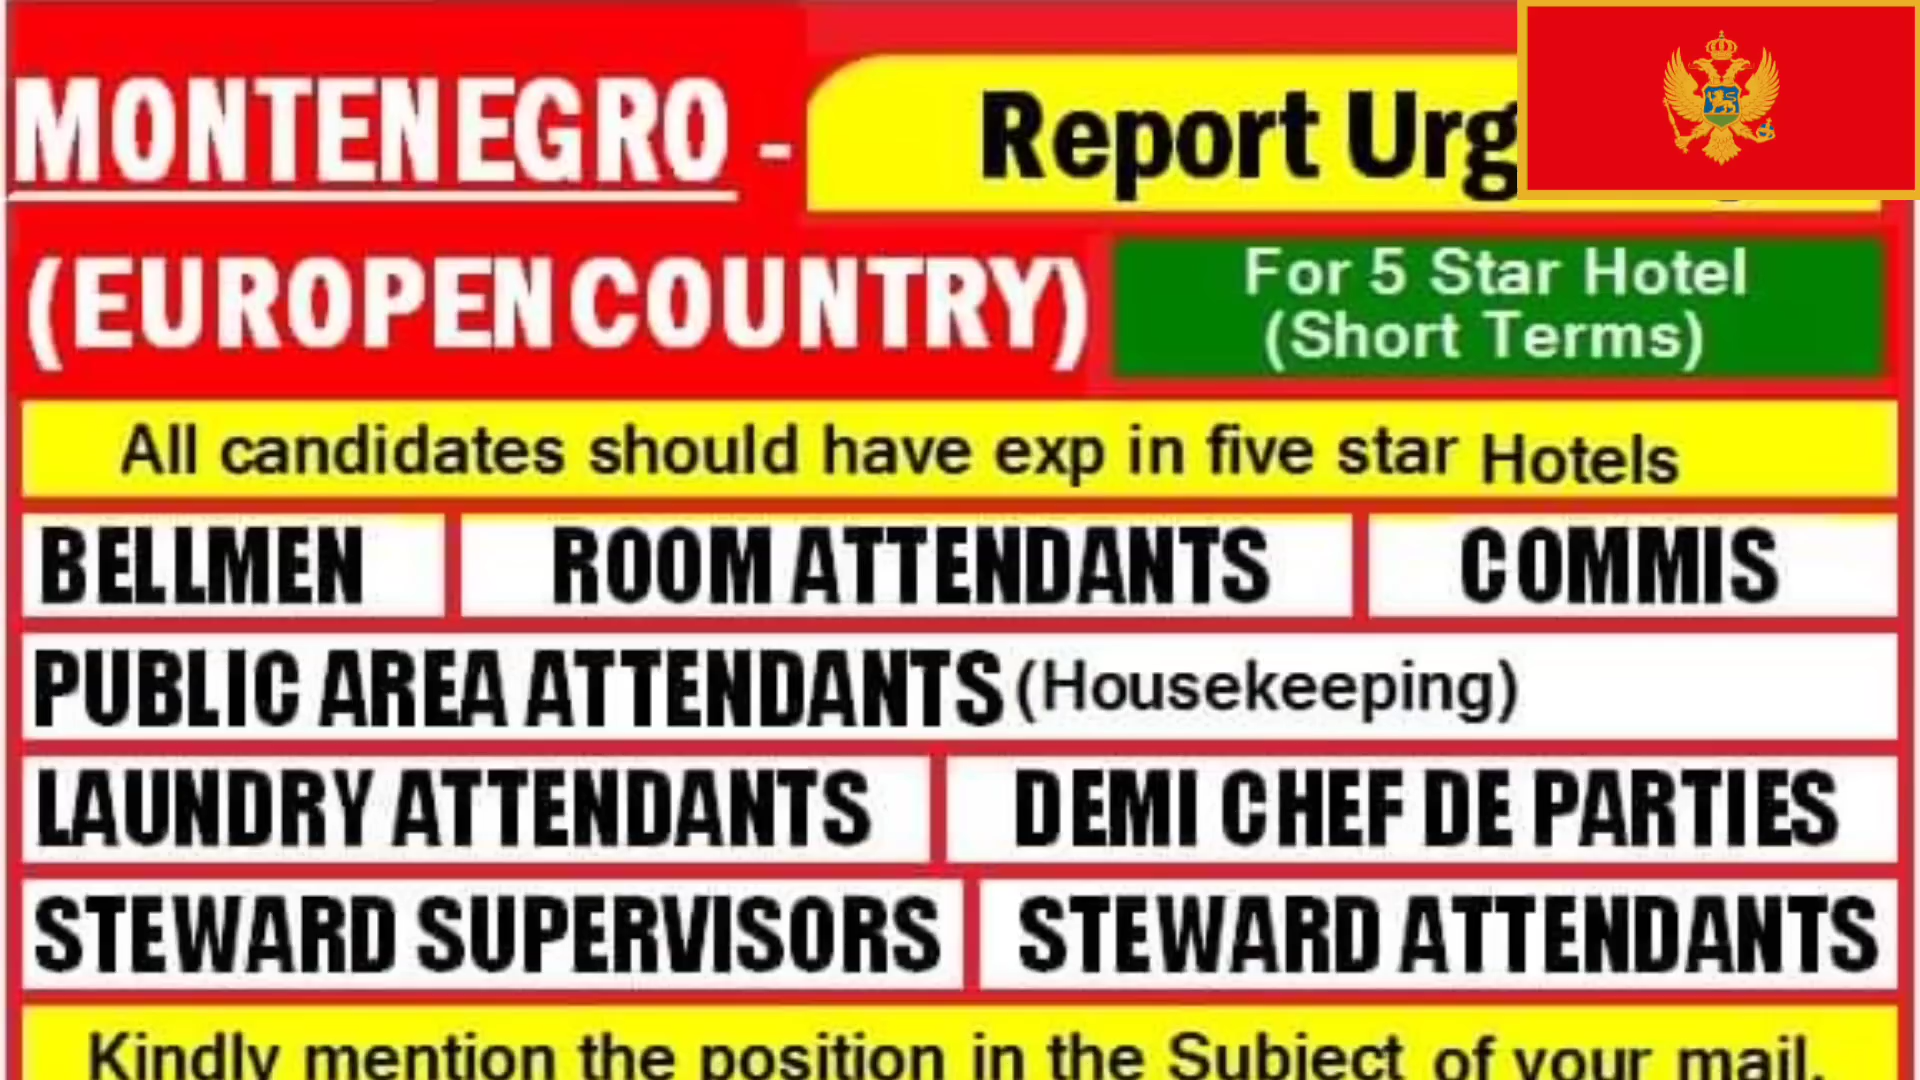 MONTENEGRO - Report
(EUROPEN COUNTRY) For 5 Star Hotel
(Short Terms)
All candidates should have exp in five star Hotels
BELLMEN ROOM ATTENDANTS COMMIS
PUBLIC AREA ATTENDANTS (Housekeeping)
LAUNDRY ATTENDANTS DEMI CHEF DE PARTIES
STEWARD SUPERVISORS STEWARD ATTENDANTS
Kindly mention the position in the Subject of your mail.